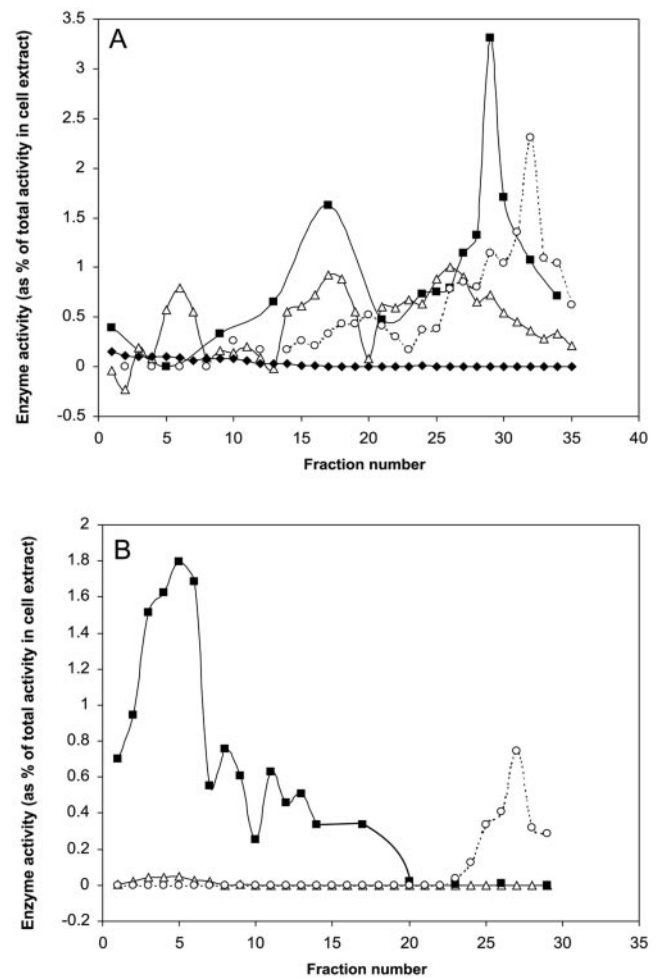 A
Enzyme activity (as % of total activity in cell extract)
4
3.5
3
2.5
2
1.5
1
0.5
0
-0.5
0 5 10 15 20 25 30 35 40
Fraction number
B
Enzyme activity (as % of total activity in cell extract)
2
1.8
1.6
1.4
1.2
1
0.8
0.6
0.4
0.2
0
-0.2
0 5 10 15 20 25 30 35
Fraction number